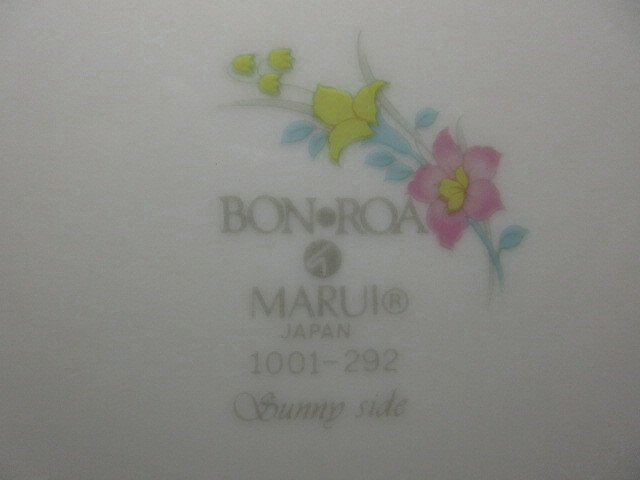 BON•ROA
MARUI®
JAPAN
1001-292
Sunny side